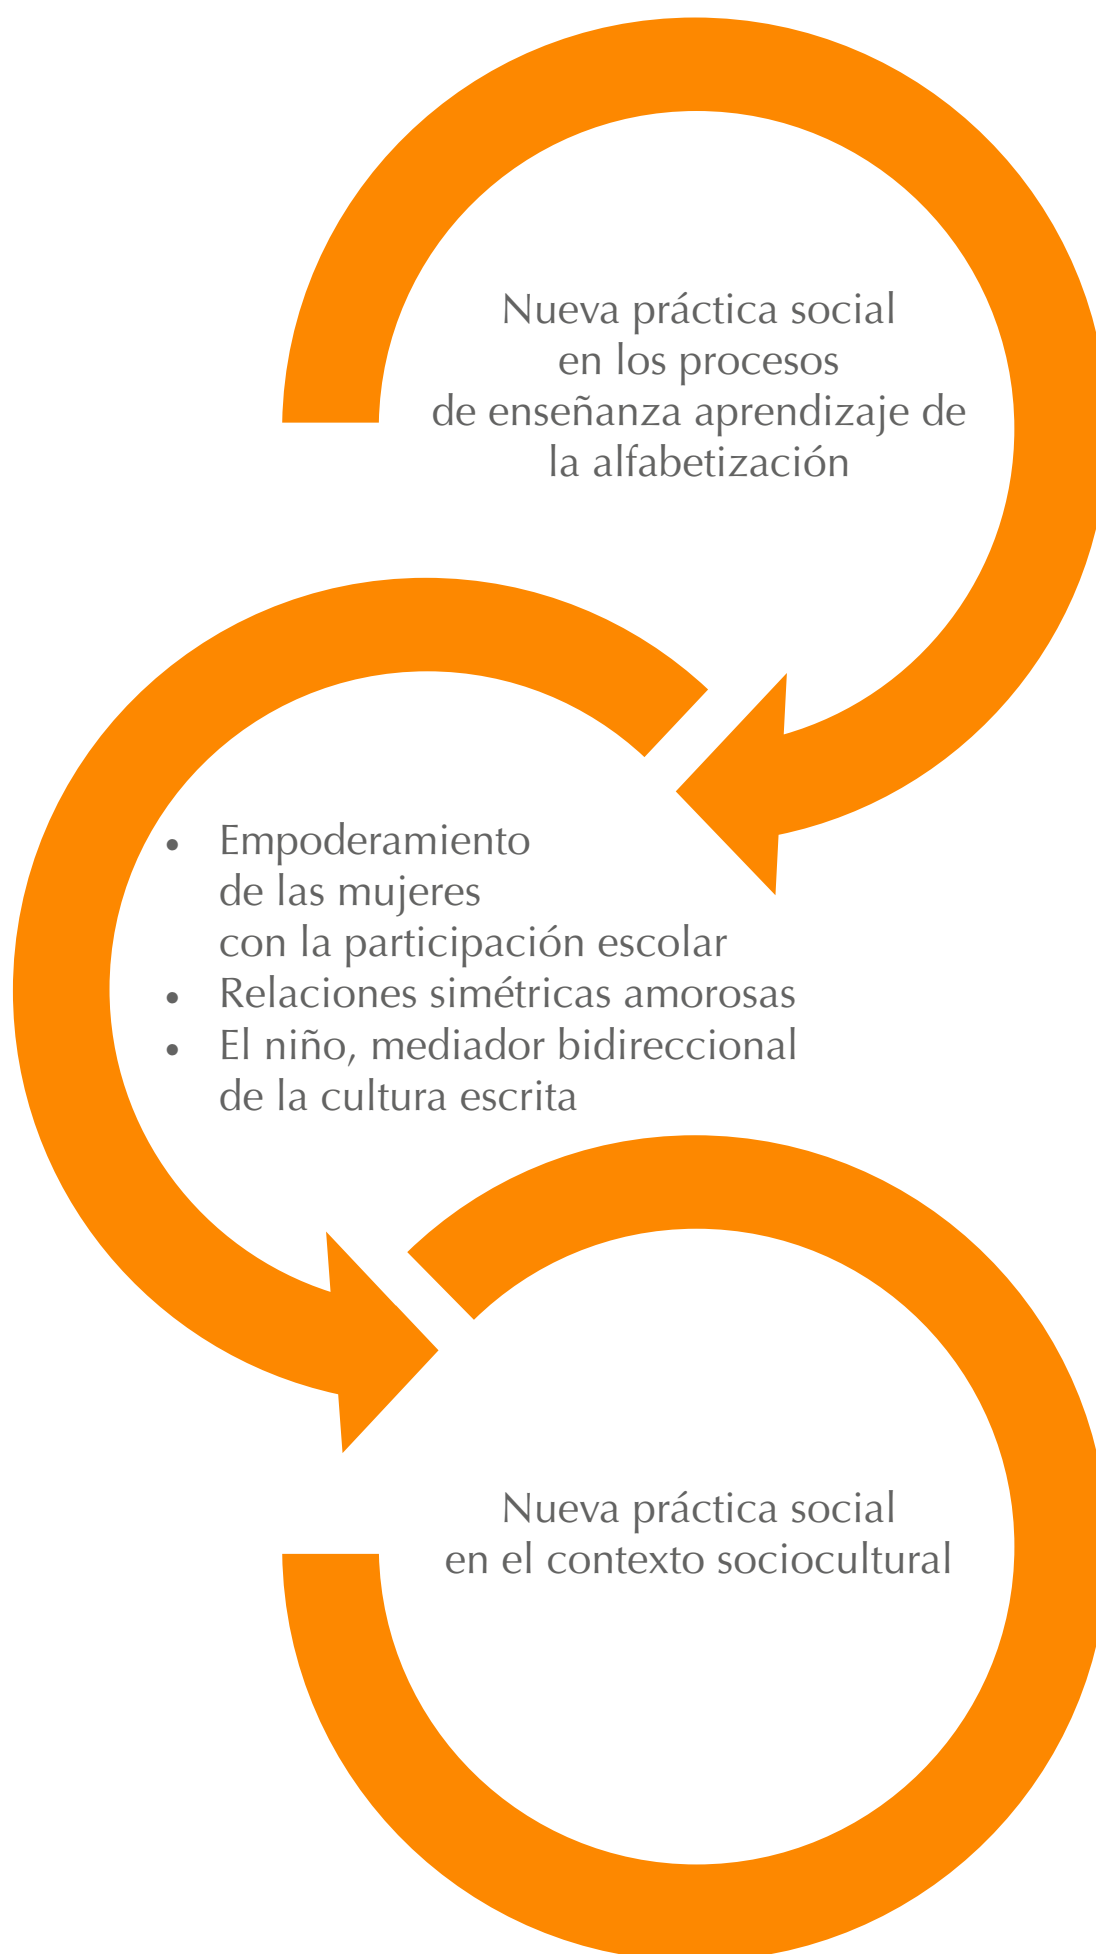 Nueva práctica social
en los procesos
de enseñanza aprendizaje de
la alfabetización
• Empoderamiento
de las mujeres
con la participación escolar
• Relaciones simétricas amorosas
• El niño, mediador bidireccional
de la cultura escrita
Nueva práctica social
en el contexto sociocultural